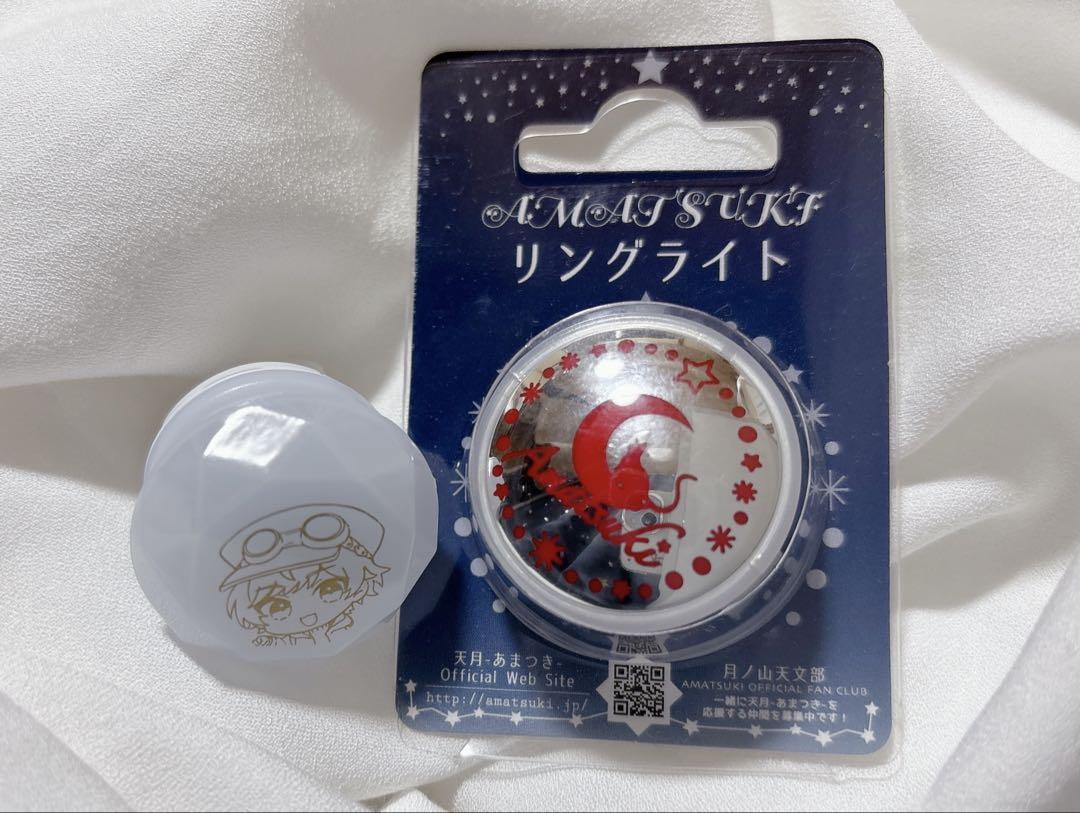 AMATSUKI
リングライト
Amatsuki
天月-あまつき-
Official Web Site
http://amatsuki.jp/
月ノ山天文部
AMATSUKI OFFICIAL FAN CLUB
一緒に天月-あまつき-を
応援する仲間を募集中です!